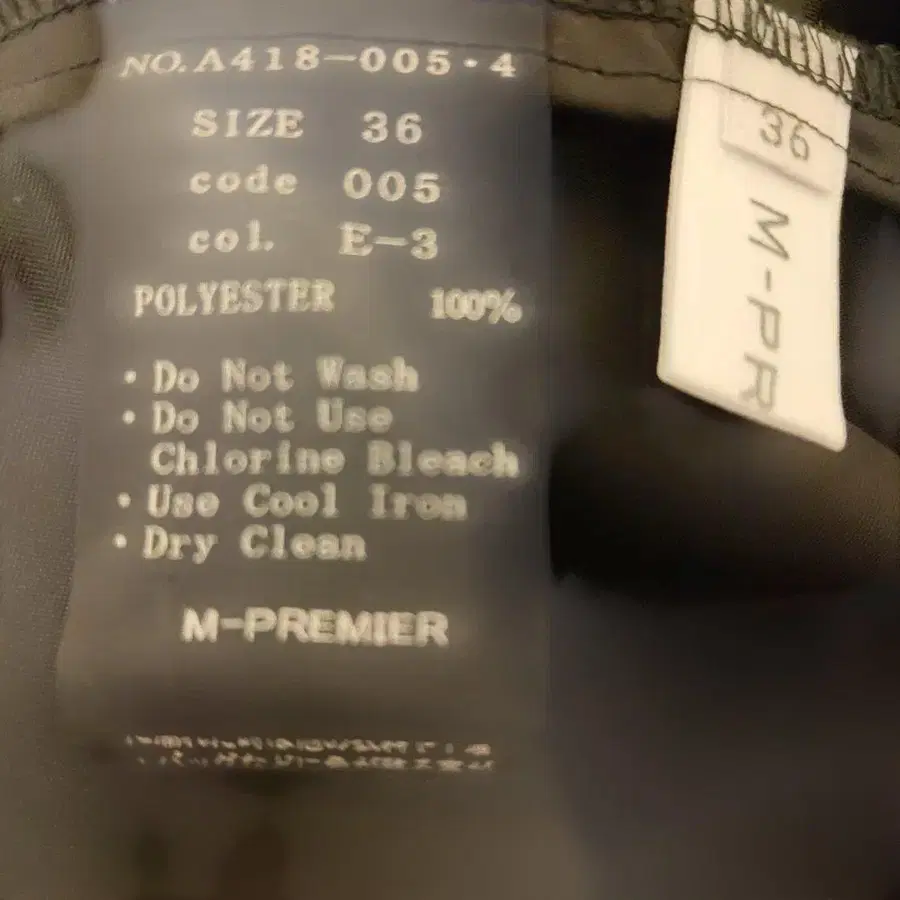 NO.A418-005・4
SIZE 36
code 005
col. E-3
POLYESTER 100%
・Do Not Wash
・Do Not Use
Chlorine Bleach
・Use Cool Iron
・Dry Clean
M-PREMIER
36
M-PR